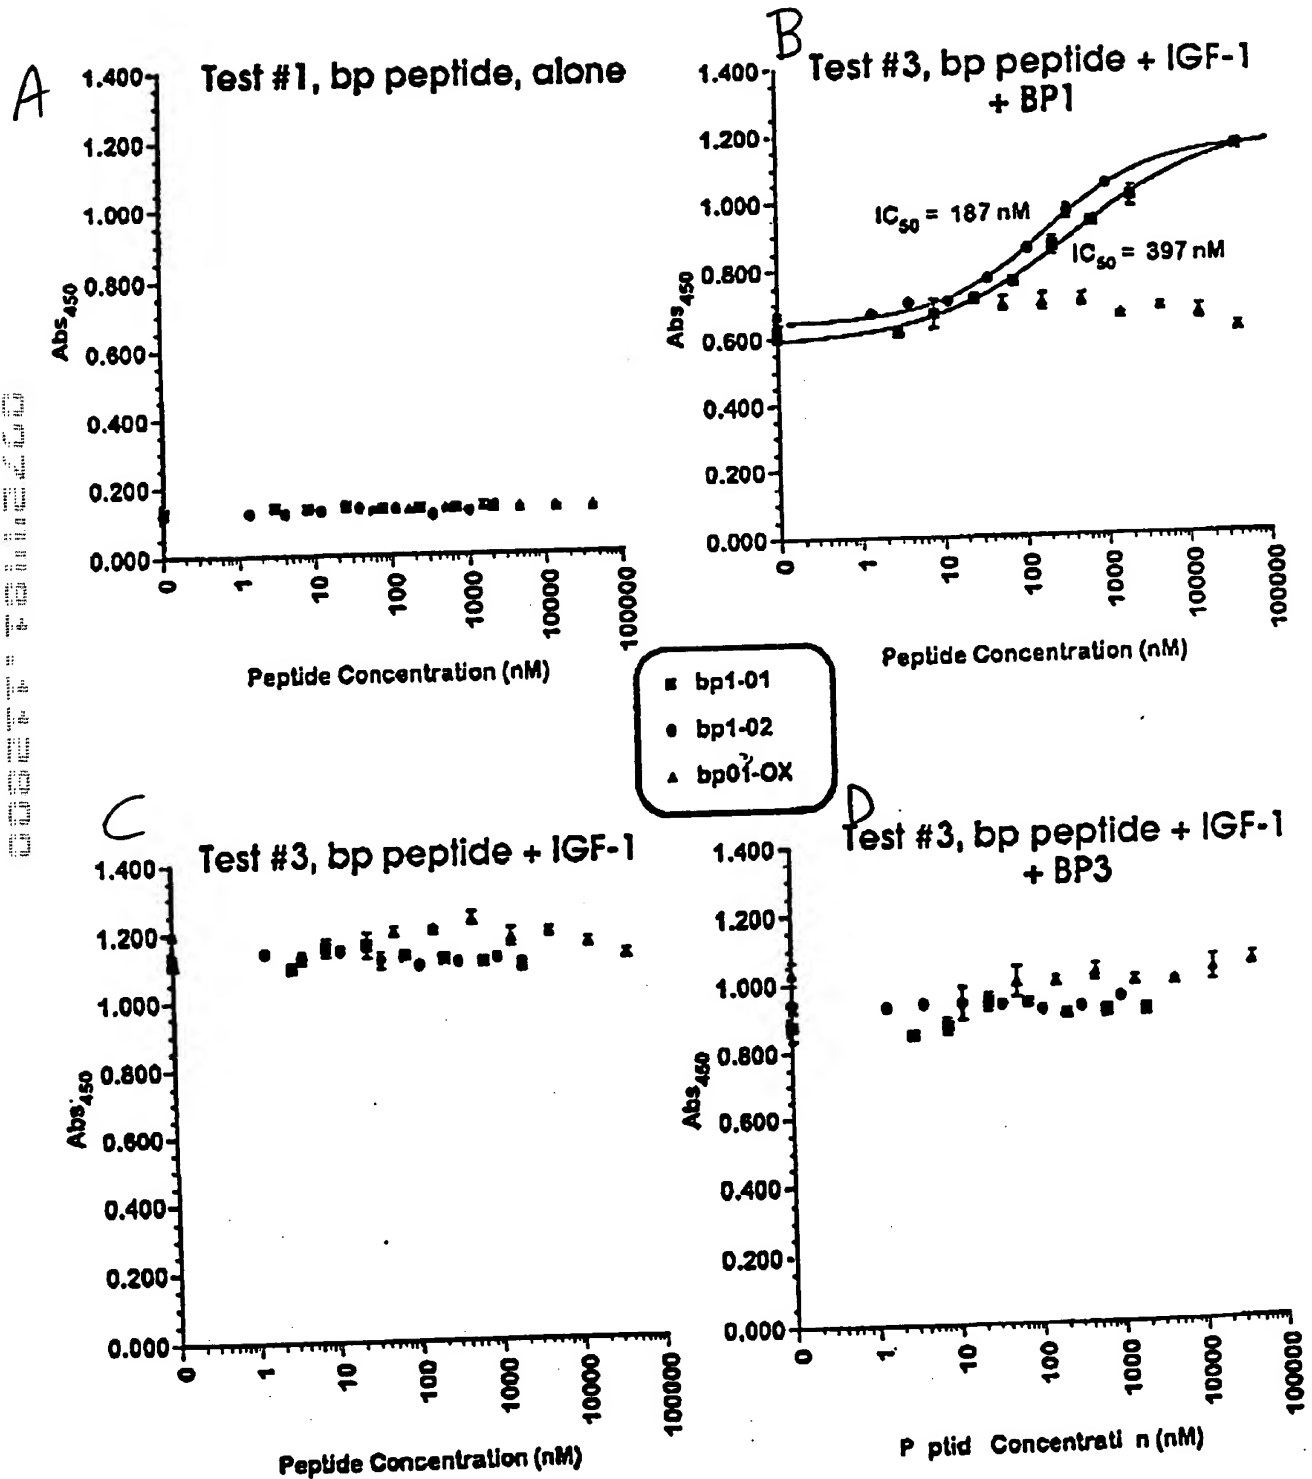 A
Test #1, bp peptide, alone
1.400
1.200
1.000
0.800
0.600
0.400
0.200
0.000
Abs450
0
1
10
100
1000
10000
100000
Peptide Concentration (nM)
B
Test #3, bp peptide + IGF-1
+ BP1
1.400
1.200
1.000
0.800
0.600
0.400
0.200
0.000
Abs450
IC50 = 187 nM
IC50 = 397 nM
0
1
10
100
1000
10000
100000
Peptide Concentration (nM)
bp1-01
bp1-02
bp01-OX
C
Test #3, bp peptide + IGF-1
1.400
1.200
1.000
0.800
0.600
0.400
0.200
0.000
Abs450
0
1
10
100
1000
10000
100000
Peptide Concentration (nM)
D
Test #3, bp peptide + IGF-1
+ BP3
1.400
1.200
1.000
0.800
0.600
0.400
0.200
0.000
Abs450
0
1
10
100
1000
10000
100000
P ptid Concentrati n (nM)